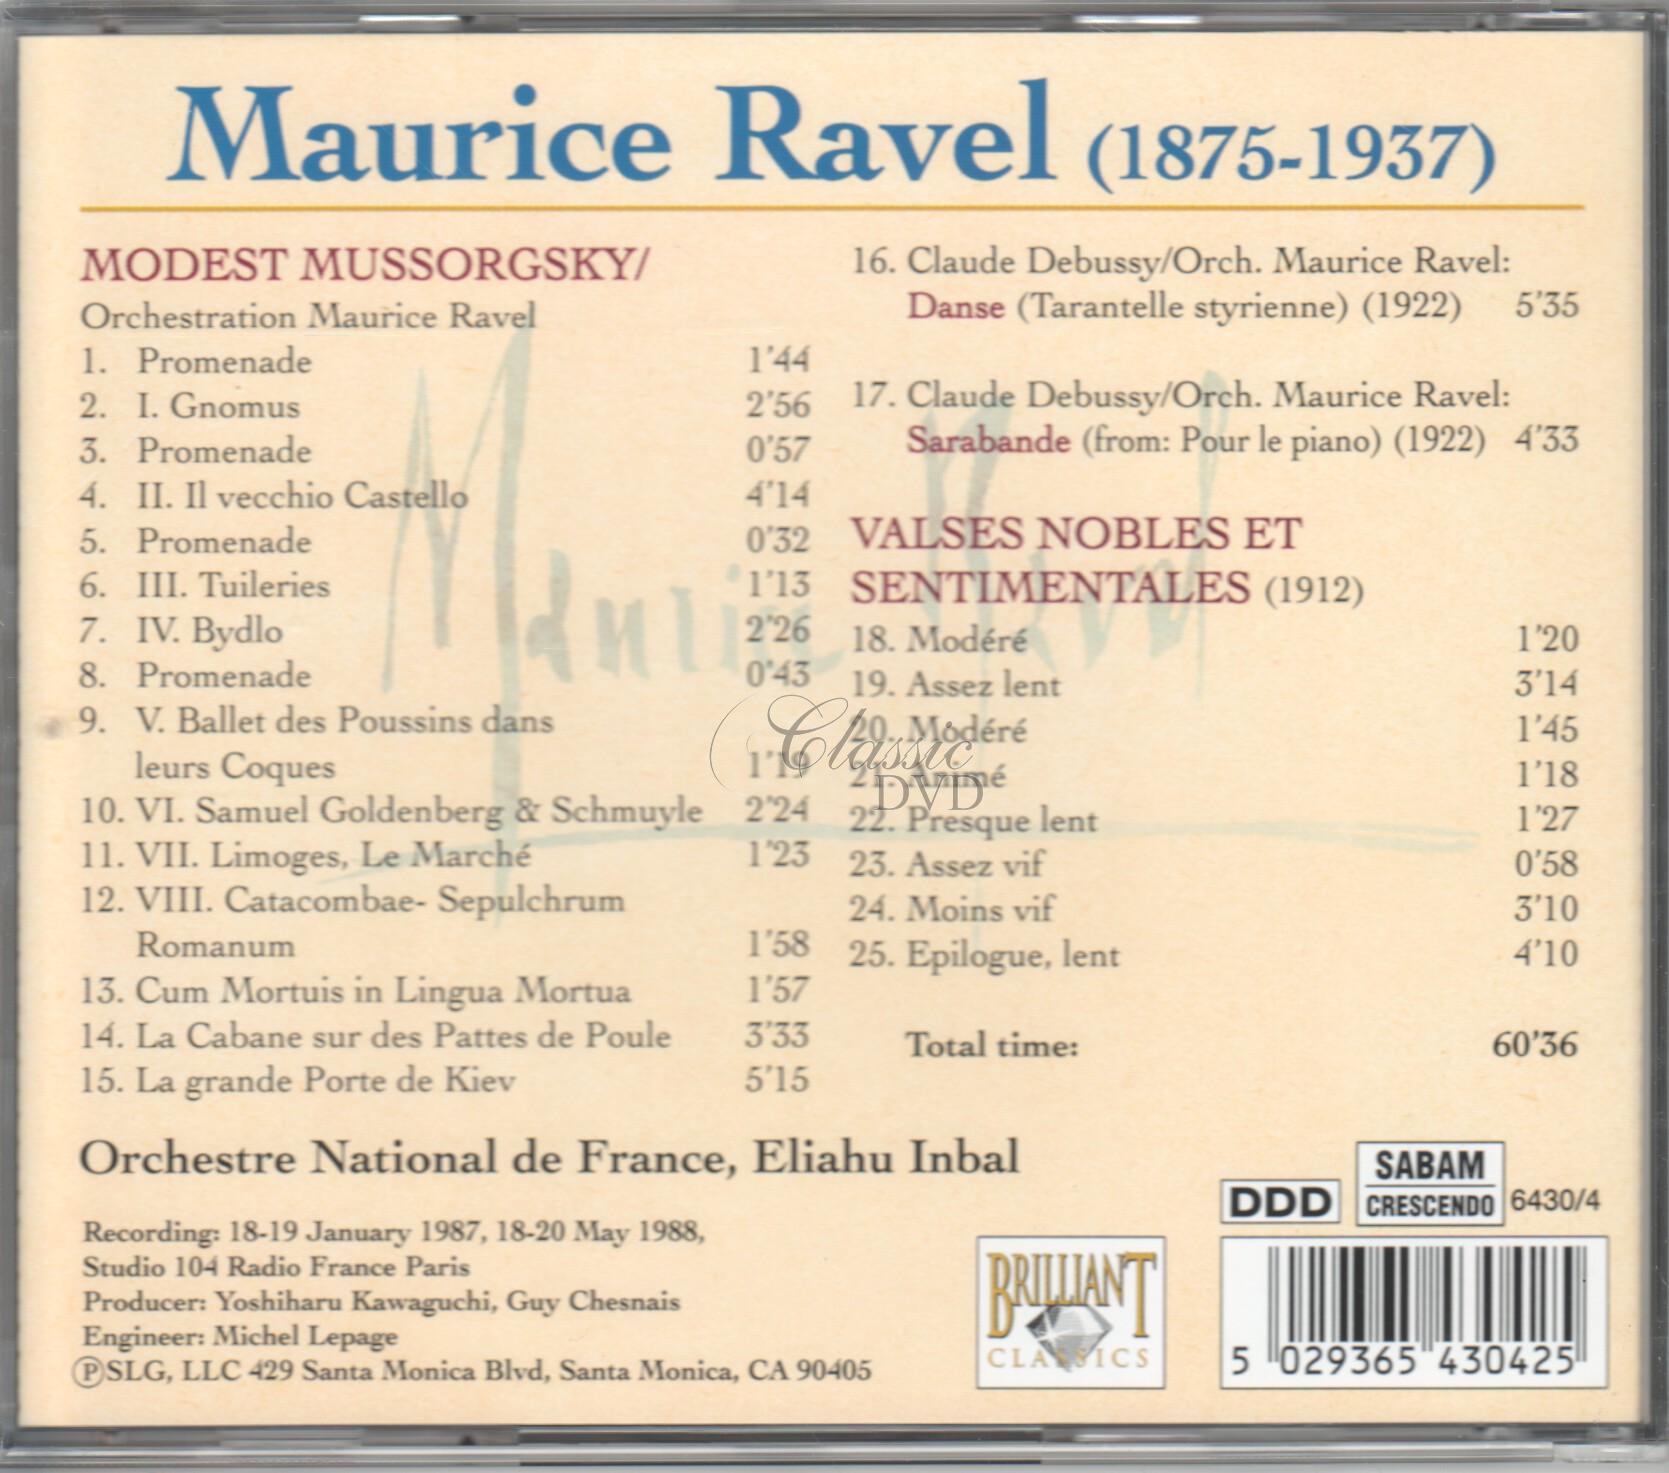 Maurice Ravel (1875-1937)
MODEST MUSSORGSKY/
Orchestration Maurice Ravel
1. Promenade 1'44
2. I. Gnomus 2'56
3. Promenade 0'57
4. II. Il vecchio Castello 4'14
5. Promenade 0'32
6. III. Tuileries 1'13
7. IV. Bydlo 2'26
8. Promenade 0'43
9. V. Ballet des Poussins dans
leurs Coques 1'19
10. VI. Samuel Goldenberg & Schmuyle 2'24
11. VII. Limoges, Le Marché 1'23
12. VIII. Catacombae- Sepulchrum
Romanum 1'58
13. Cum Mortuis in Lingua Mortua 1'57
14. La Cabane sur des Pattes de Poule 3'33
15. La grande Porte de Kiev 5'15
16. Claude Debussy/Orch. Maurice Ravel:
Danse (Tarantelle styrienne) (1922) 5'35
17. Claude Debussy/Orch. Maurice Ravel:
Sarabande (from: Pour le piano) (1922) 4'33
VALSES NOBLES ET
SENTIMENTALES (1912)
18. Modéré 1'20
19. Assez lent 3'14
20. Modéré 1'45
21. Animé 1'18
22. Presque lent 1'27
23. Assez vif 0'58
24. Moins vif 3'10
25. Epilogue, lent 4'10
Total time: 60'36
Maurice Ravel
Classic
DVD
Orchestre National de France, Eliahu Inbal
Recording: 18-19 January 1987, 18-20 May 1988,
Studio 104 Radio France Paris
Producer: Yoshiharu Kawaguchi, Guy Chesnais
Engineer: Michel Lepage
ⓟSLG, LLC 429 Santa Monica Blvd, Santa Monica, CA 90405
BRILLIANT
CLASSICS
DDD
SABAM
CRESCENDO
6430/4
5 029365 430425